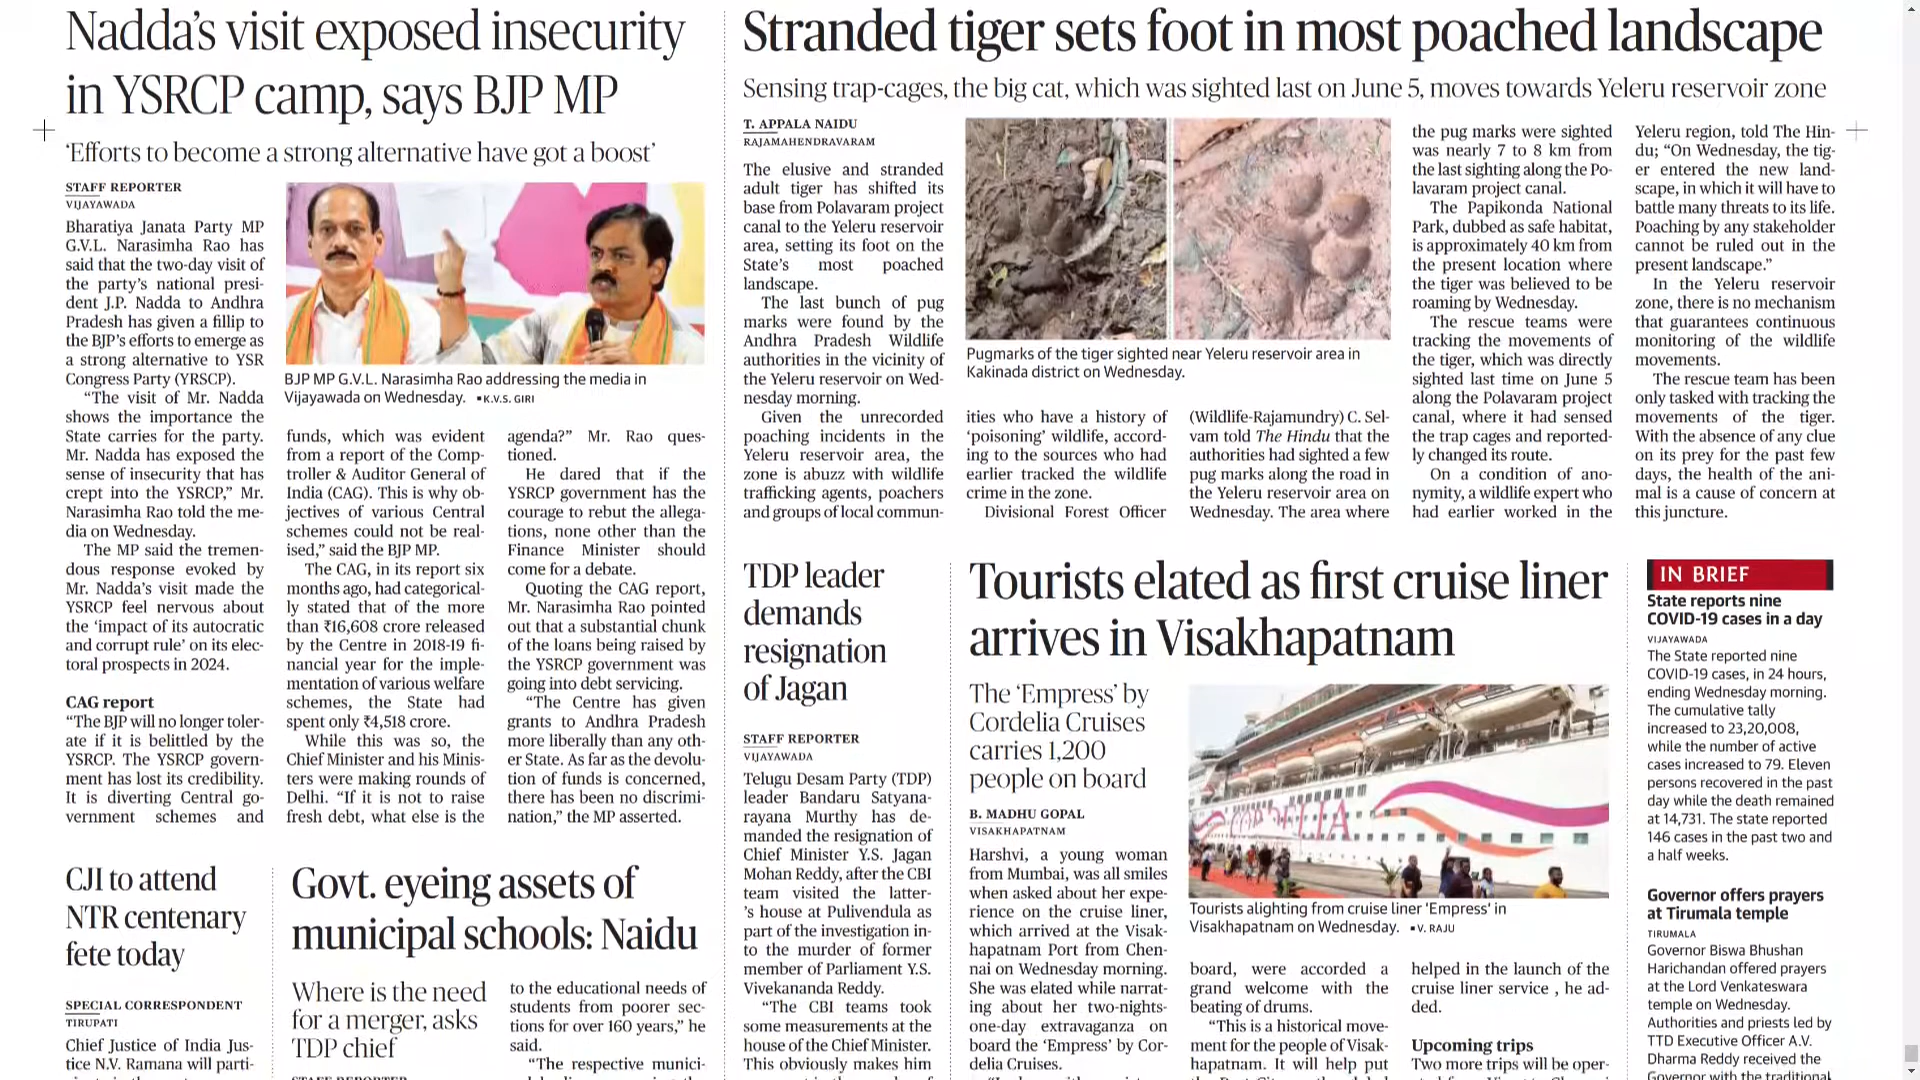 Nadda’s visit exposed insecurity
in YSRCP camp, says BJP MP
‘Efforts to become a strong alternative have got a boost’
STAFF REPORTER
VIJAYAWADA
Bharatiya Janata Party MP
G.V.L. Narasimha Rao has
said that the two-day visit of
the party’s national presi-
dent J.P. Nadda to Andhra
Pradesh has given a fillip to
the BJP’s efforts to emerge as
a strong alternative to YSR
Congress Party (YRSCP).
“The visit of Mr. Nadda
shows the importance the
State carries for the party.
Mr. Nadda has exposed the
sense of insecurity that has
crept into the YSRCP,” Mr.
Narasimha Rao told the me-
dia on Wednesday.
The MP said the tremen-
dous response evoked by
Mr. Nadda’s visit made the
YSRCP feel nervous about
the ‘impact of its autocratic
and corrupt rule’ on its elec-
toral prospects in 2024.
CAG report
“The BJP will no longer toler-
ate if it is belittled by the
YSRCP. The YSRCP govern-
ment has lost its credibility.
It is diverting Central go-
vernment schemes and
BJP MP G.V.L. Narasimha Rao addressing the media in
Vijayawada on Wednesday. ▪K.V.S. GIRI
funds, which was evident
from a report of the Comp-
troller & Auditor General of
India (CAG). This is why ob-
jectives of various Central
schemes could not be real-
ised,” said the BJP MP.
The CAG, in its report six
months ago, had categorical-
ly stated that of the more
than ₹16,608 crore released
by the Centre in 2018-19 fi-
nancial year for the imple-
mentation of various welfare
schemes, the State had
spent only ₹4,518 crore.
While this was so, the
Chief Minister and his Minis-
ters were making rounds of
Delhi. “If it is not to raise
fresh debt, what else is the
agenda?” Mr. Rao ques-
tioned.
He dared that if the
YSRCP government has the
courage to rebut the allega-
tions, none other than the
Finance Minister should
come for a debate.
Quoting the CAG report,
Mr. Narasimha Rao pointed
out that a substantial chunk
of the loans being raised by
the YSRCP government was
going into debt servicing.
“The Centre has given
grants to Andhra Pradesh
more liberally than any oth-
er State. As far as the devolu-
tion of funds is concerned,
there has been no discrimi-
nation,” the MP asserted.
Stranded tiger sets foot in most poached landscape
Sensing trap-cages, the big cat, which was sighted last on June 5, moves towards Yeleru reservoir zone
T. APPALA NAIDU
RAJAMAHENDRAVARAM
The elusive and stranded
adult tiger has shifted its
base from Polavaram project
canal to the Yeleru reservoir
area, setting its foot on the
State’s most poached
landscape.
The last bunch of pug
marks were found by the
Andhra Pradesh Wildlife
authorities in the vicinity of
the Yeleru reservoir on Wed-
nesday morning.
Given the unrecorded
poaching incidents in the
Yeleru reservoir area, the
zone is abuzz with wildlife
trafficking agents, poachers
and groups of local commun-
Pugmarks of the tiger sighted near Yeleru reservoir area in
Kakinada district on Wednesday.
ities who have a history of
‘poisoning’ wildlife, accord-
ing to the sources who had
earlier tracked the wildlife
crime in the zone.
Divisional Forest Officer
(Wildlife-Rajamundry) C. Sel-
vam told The Hindu that the
authorities had sighted a few
pug marks along the road in
the Yeleru reservoir area on
Wednesday. The area where
the pug marks were sighted
was nearly 7 to 8 km from
the last sighting along the Po-
lavaram project canal.
The Papikonda National
Park, dubbed as safe habitat,
is approximately 40 km from
the present location where
the tiger was believed to be
roaming by Wednesday.
The rescue teams were
tracking the movements of
the tiger, which was directly
sighted last time on June 5
along the Polavaram project
canal, where it had sensed
the trap cages and reported-
ly changed its route.
On a condition of ano-
nymity, a wildlife expert who
had earlier worked in the
Yeleru region, told The Hin-
du; “On Wednesday, the tig-
er entered the new land-
scape, in which it will have to
battle many threats to its life.
Poaching by any stakeholder
cannot be ruled out in the
present landscape.”
In the Yeleru reservoir
zone, there is no mechanism
that guarantees continuous
monitoring of the wildlife
movements.
The rescue team has been
only tasked with tracking the
movements of the tiger.
With the absence of any clue
on its prey for the past few
days, the health of the ani-
mal is a cause of concern at
this juncture.
CJI to attend
NTR centenary
fete today
SPECIAL CORRESPONDENT
TIRUPATI
Chief Justice of India Jus-
tice N.V. Ramana will parti-
Govt. eyeing assets of
municipal schools: Naidu
Where is the need
for a merger, asks
TDP chief
STAFF REPORTER
to the educational needs of
students from poorer sec-
tions for over 160 years,” he
said.
“The respective munici-
TDP leader
demands
resignation
of Jagan
STAFF REPORTER
VIJAYAWADA
Telugu Desam Party (TDP)
leader Bandaru Satyana-
rayana Murthy has de-
manded the resignation of
Chief Minister Y.S. Jagan
Mohan Reddy, after the CBI
team visited the latter-
’s house at Pulivendula as
part of the investigation in-
to the murder of former
member of Parliament Y.S.
Vivekananda Reddy.
“The CBI teams took
some measurements at the
house of the Chief Minister.
This obviously makes him
Tourists elated as first cruise liner
arrives in Visakhapatnam
The ‘Empress’ by
Cordelia Cruises
carries 1,200
people on board
B. MADHU GOPAL
VISAKHAPATNAM
Harshvi, a young woman
from Mumbai, was all smiles
when asked about her expe-
rience on the cruise liner,
which arrived at the Visak-
hapatnam Port from Chen-
nai on Wednesday morning.
She was elated while narrat-
ing about her two-nights-
one-day extravaganza on
board the ‘Empress’ by Cor-
delia Cruises.
CORDELIA
Tourists alighting from cruise liner 'Empress' in
Visakhapatnam on Wednesday. ▪V. RAJU
board, were accorded a
grand welcome with the
beating of drums.
“This is a historical move-
ment for the people of Visak-
hapatnam. It will help put
helped in the launch of the
cruise liner service , he ad-
ded.
Upcoming trips
Two more trips will be oper-
IN BRIEF
State reports nine
COVID-19 cases in a day
VIJAYAWADA
The State reported nine
COVID-19 cases, in 24 hours,
ending Wednesday morning.
The cumulative tally
increased to 23,20,008,
while the number of active
cases increased to 79. Eleven
persons recovered in the past
day while the death remained
at 14,731. The state reported
146 cases in the past two and
a half weeks.
Governor offers prayers
at Tirumala temple
TIRUMALA
Governor Biswa Bhushan
Harichandan offered prayers
at the Lord Venkateswara
temple on Wednesday.
Authorities and priests led by
TTD Executive Officer A.V.
Dharma Reddy received the
Governor with the traditional